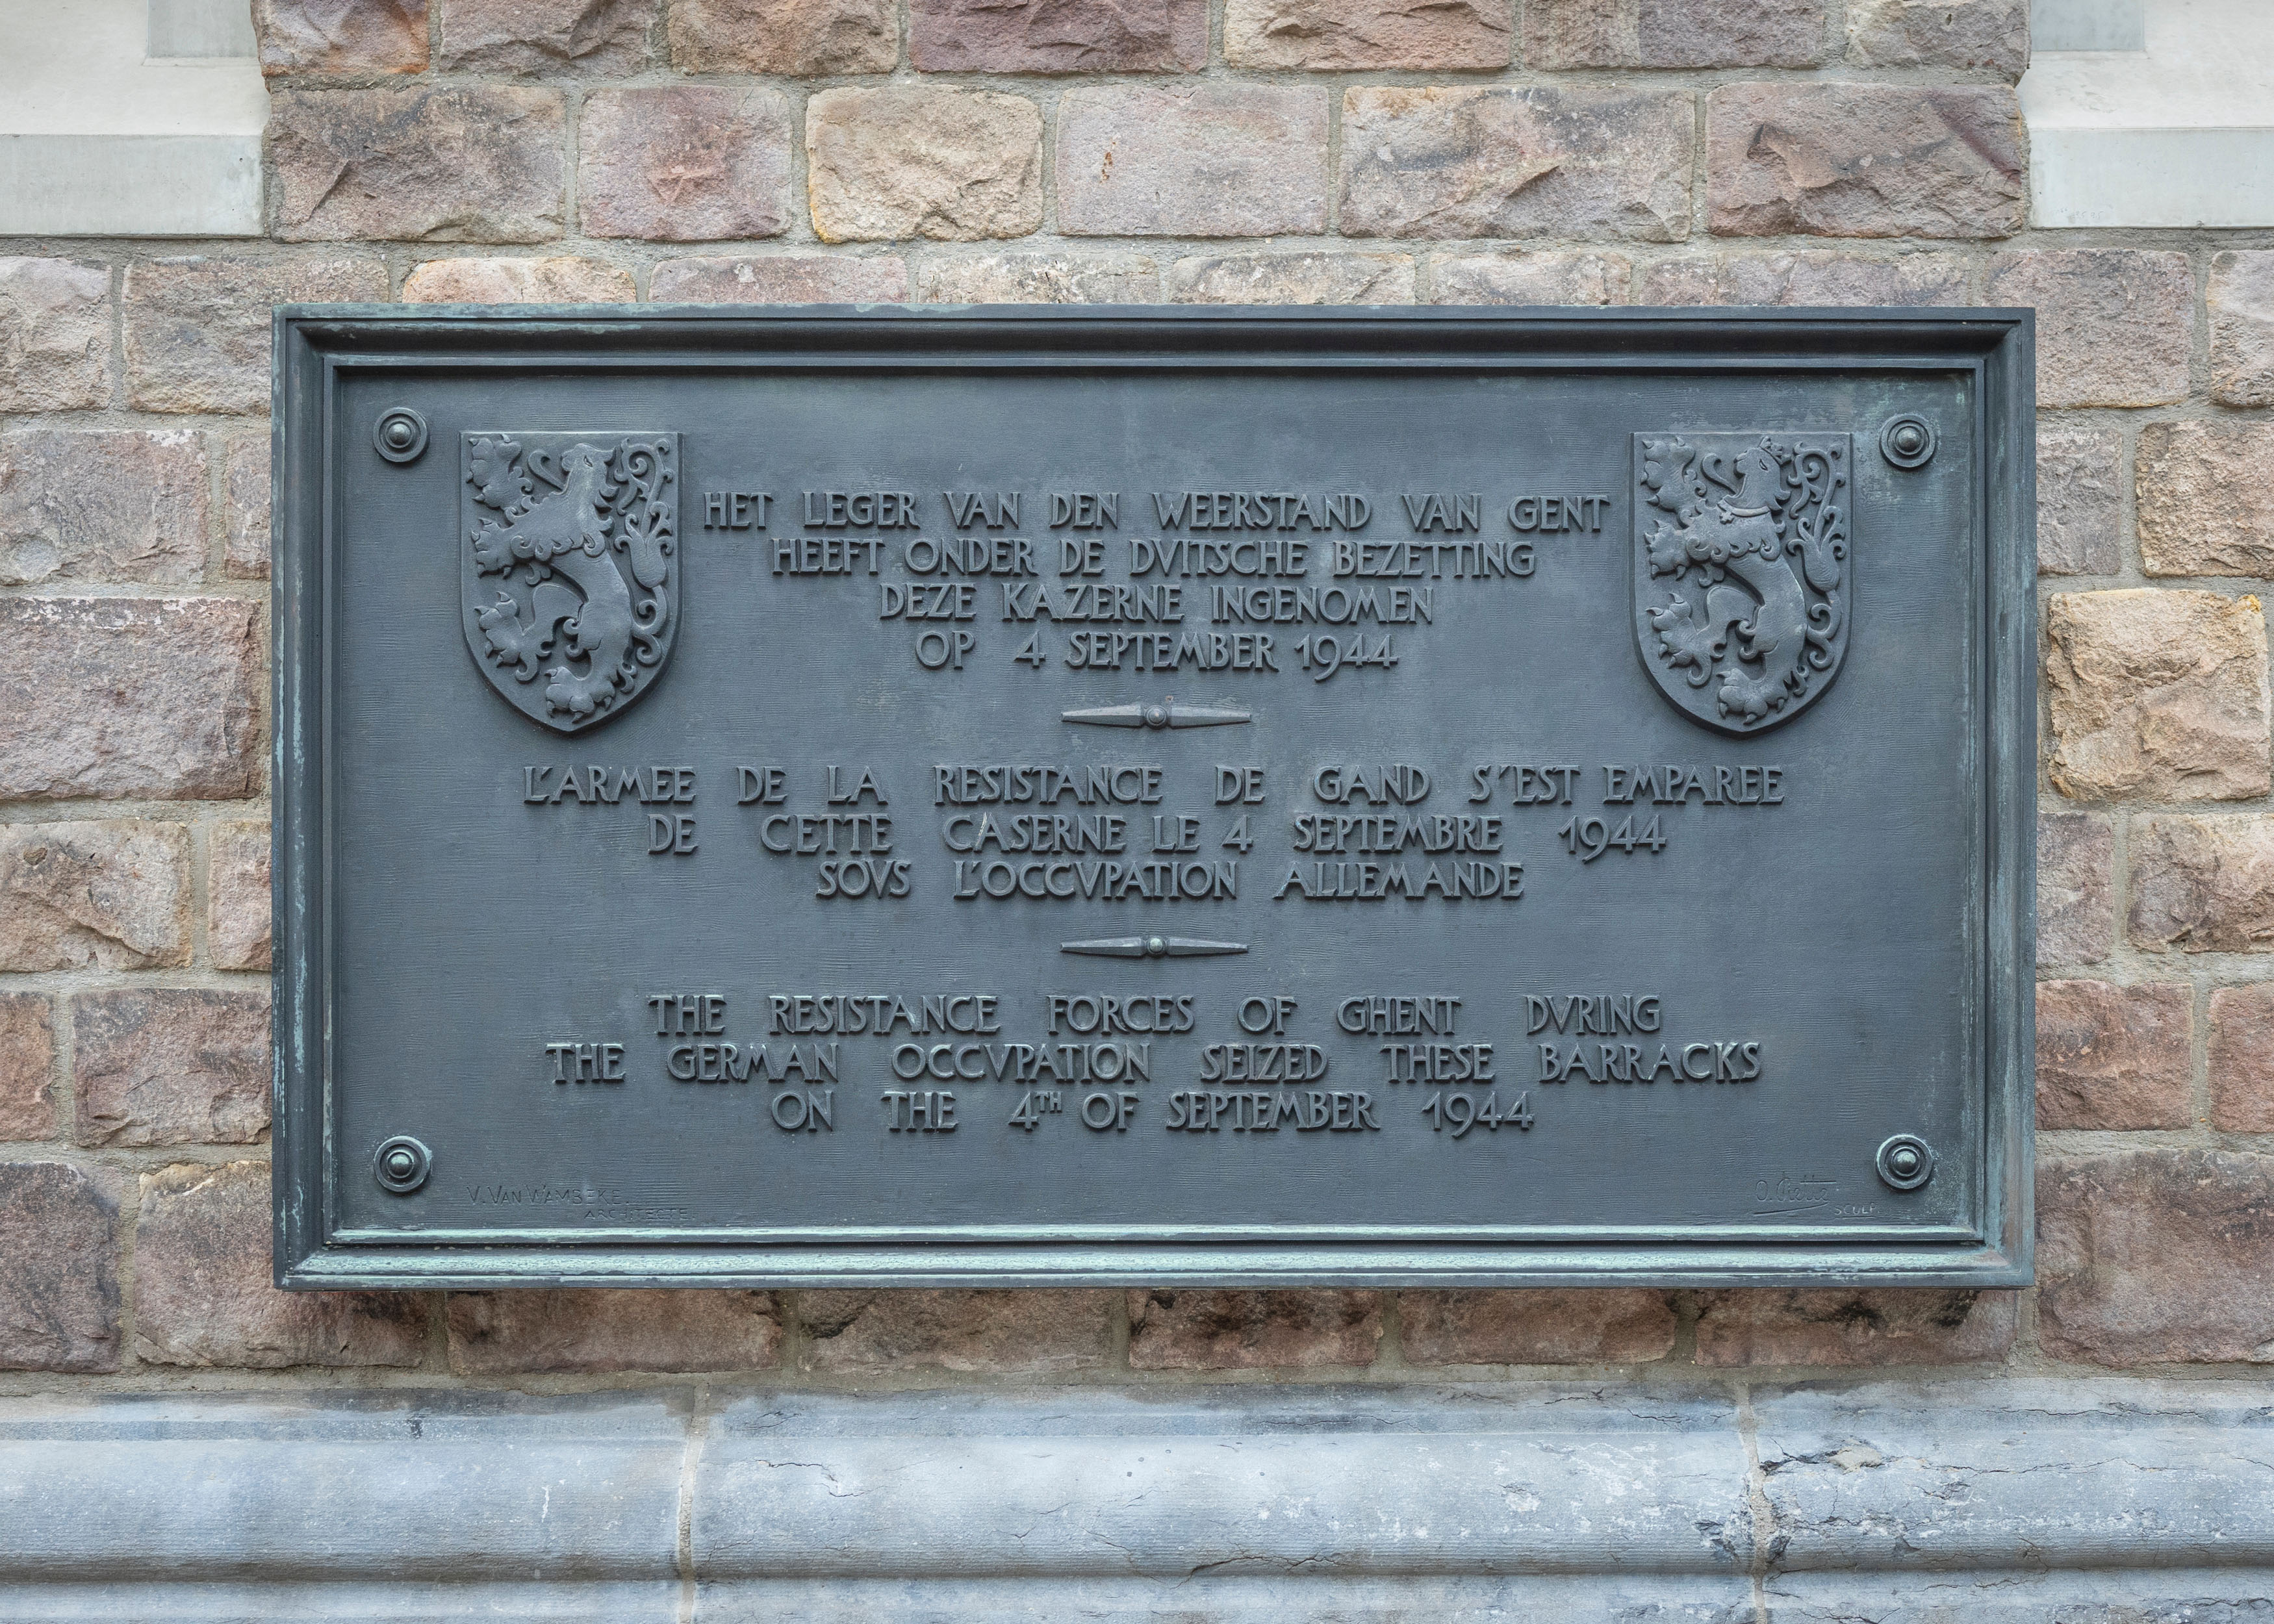 HET LEGER VAN DEN WEERSTAND VAN GENT
HEEFT ONDER DE DVITSCHE BEZETTING
DEZE KAZERNE INGENOMEN
OP 4 SEPTEMBER 1944
L'ARMEE DE LA RESISTANCE DE GAND S'EST EMPAREE
DE CETTE CASERNE LE 4 SEPTEMBRE 1944
SOVS L'OCCVPATION ALLEMANDE
THE RESISTANCE FORCES OF GHENT DVRING
THE GERMAN OCCVPATION SEIZED THESE BARRACKS
ON THE 4TH OF SEPTEMBER 1944
V. VAN WAMBEKE.
ARCHITECTE.
O.
SCULP